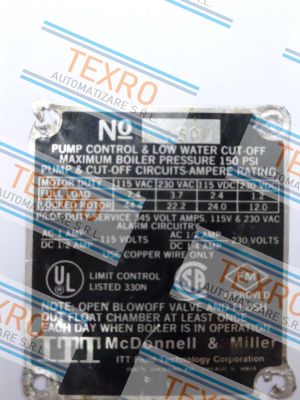 TEXRO
AUTOMATIZARE S.R.L.
No 150
PUMP CONTROL & LOW WATER CUT-OFF
MAXIMUM BOILER PRESSURE 150 PSI
PUMP & CUT-OFF CIRCUITS-AMPERE RATING
MOTOR DUTY 115 VAC 230 VAC 115 VDC 230 VDC
FULL LOAD 7.4 3.7 2.4 1.2
LOCKED ROTOR 44.4 22.2 24.0 12.0
PILOT DUTY SERVICE 345 VOLT AMPS. 115V & 230 VAC
ALARM CIRCUITRY
AC 1 AMP 115 VOLTS AC 1/2 AMP 230 VOLTS
DC 1/2 AMP DC 1/4 AMP
USE COPPER WIRE ONLY
UL
LIMIT CONTROL
LISTED 330N
SA
FM
APPROVED
NOTE: OPEN BLOWOFF VALVE AND FLUSH
OUT FLOAT CHAMBER AT LEAST ONCE
EACH DAY WHEN BOILER IS IN OPERATION
ITT McDonnell & Miller
ITT Fluid Technology Corporation